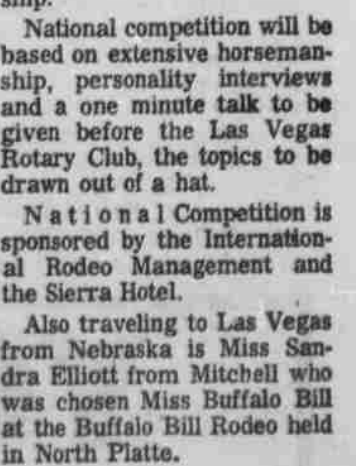 ship.
National competition will be
based on extensive horseman-
ship, personality interviews
and a one minute talk to be
given before the Las Vegas
Rotary Club, the topics to be
drawn out of a hat.
National Competition is
sponsored by the Internation-
al Rodeo Management and
the Sierra Hotel.
Also traveling to Las Vegas
from Nebraska is Miss San-
dra Elliott from Mitchell who
was chosen Miss Buffalo Bill
at the Buffalo Bill Rodeo held
in North Platte.